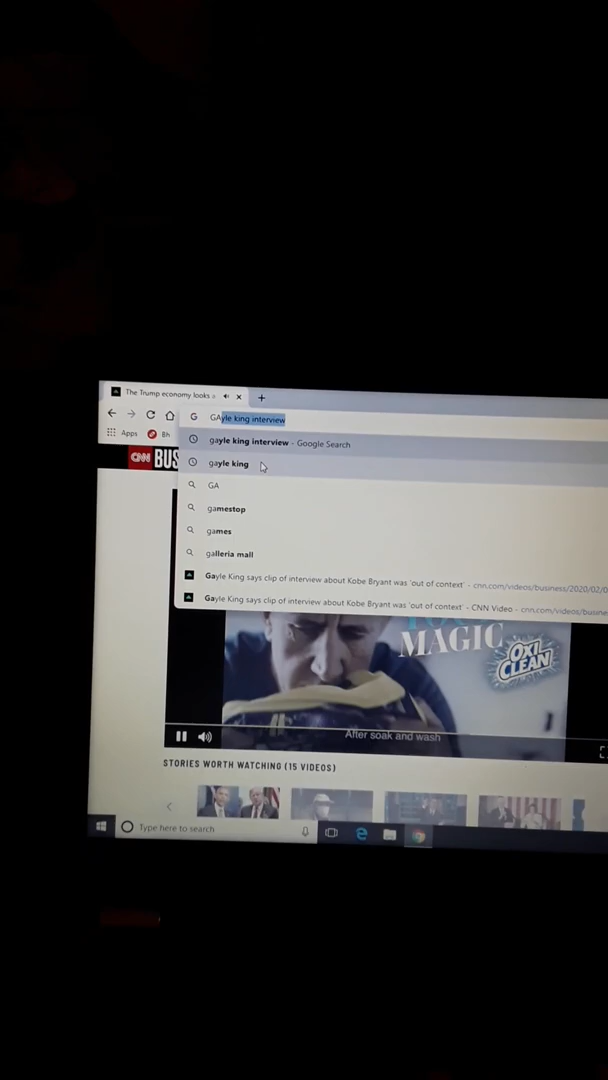 The Trump economy looks
GAyle king interview
Apps
Bh
CNN BUS
gayle king interview - Google Search
gayle king
GA
gamestop
games
galleria mall
Gayle King says clip of interview about Kobe Bryant was 'out of context' - cnn.com/videos/business/2020/02/0
Gayle King says clip of interview about Kobe Bryant was 'out of context' - CNN Video - cnn.com/videos/busine
MAGIC
OXI CLEAN
After soak and wash
STORIES WORTH WATCHING (15 VIDEOS)
Type here to search